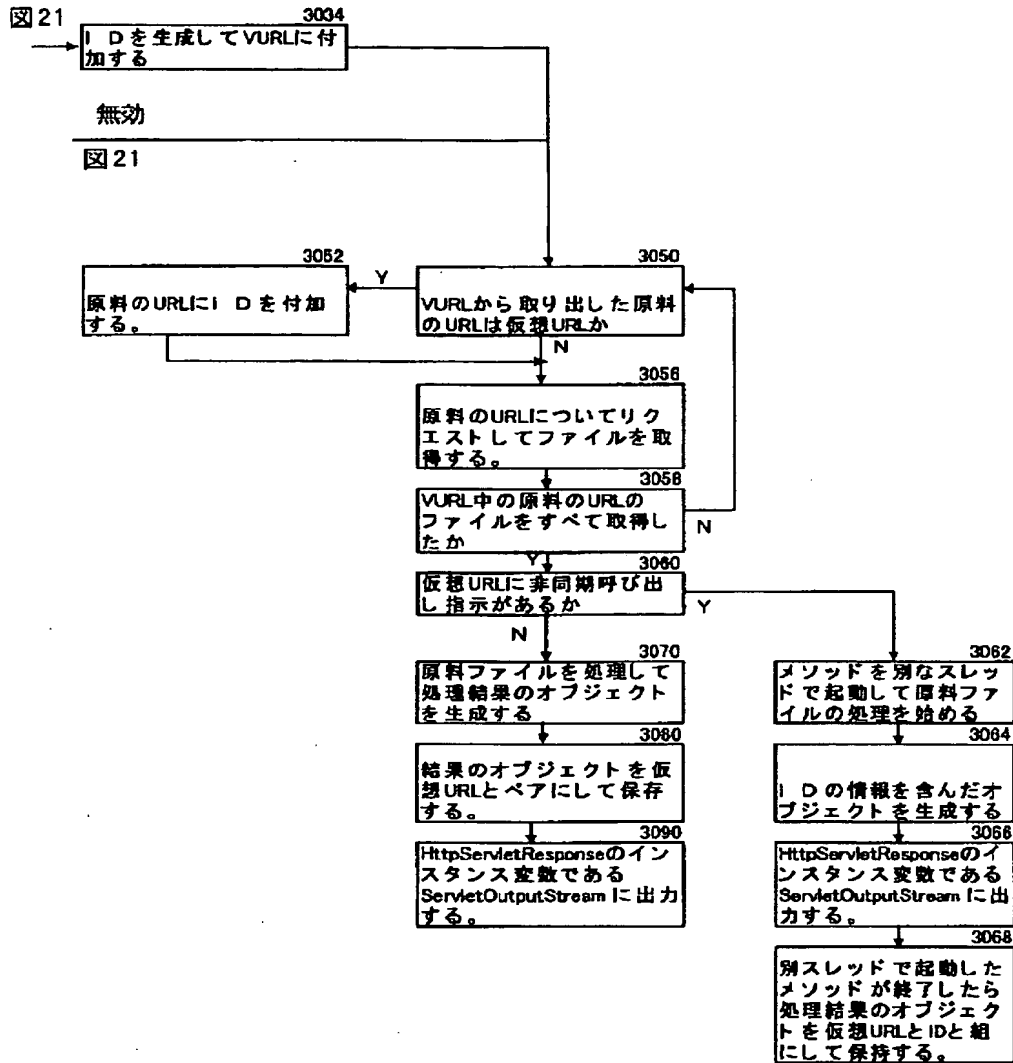 図21
3034
I Dを生成してVURLに付
加する
無効
図21
3052
原料のURLにI Dを付加
する。
Y
3050
VURLから取り出した原料
のURLは仮想URLか
N
3056
原料のURLについてリク
エストしてファイルを取
得する。
3058
VURL中の原料のURLの
ファイルをすべて取得し
たか
N
Y
3060
仮想URLに非同期呼び出
し指示があるか
Y
N
3070
原料ファイルを処理して
処理結果のオブジェクト
を生成する
3080
結果のオブジェクトを仮
想URLとペアにして保存
する。
3090
HttpServletResponseのイン
スタンス変数である
ServletOutputStreamに出力
する。
3062
メソッドを別なスレッ
ドで起動して原料ファ
イルの処理を始める
3064
I Dの情報を含んだオ
ブジェクトを生成する
3066
HttpServletResponseのイ
ンスタンス変数である
ServletOutputStreamに出
力する。
3068
別スレッドで起動した
メソッドが終了したら
処理結果のオブジェク
トを仮想URLとIDと組
にして保持する。